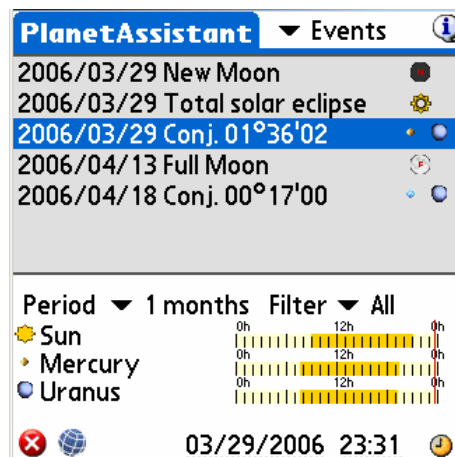 PlanetAssistant Events
2006/03/29 New Moon
2006/03/29 Total solar eclipse
2006/03/29 Conj. 01°36'02
2006/04/13 Full Moon
2006/04/18 Conj. 00°17'00
Period 1 months Filter All
0h 12h 0h
Sun
0h 12h 0h
Mercury
0h 12h 0h
Uranus
03/29/2006 23:31